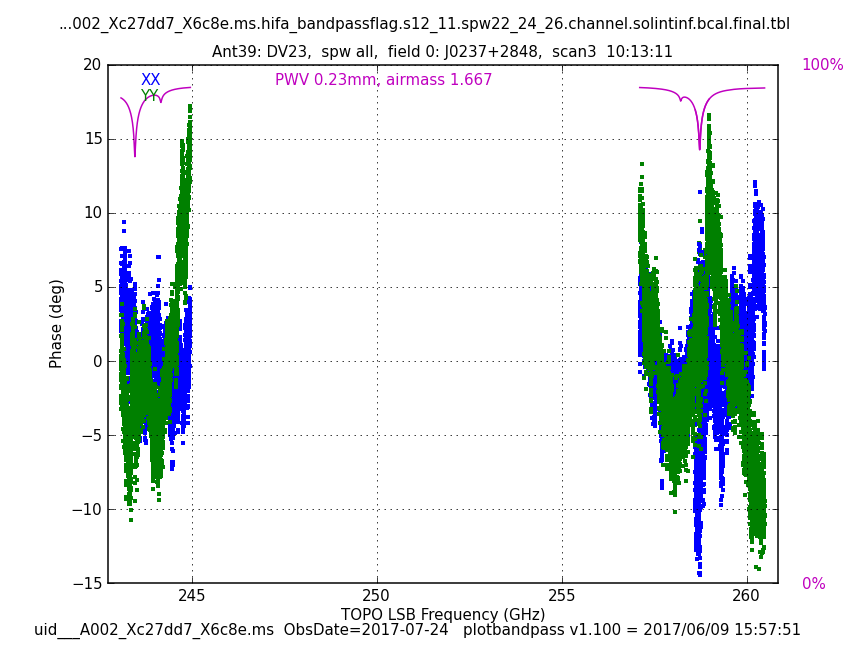 ...002_Xc27dd7_X6c8e.ms.hifa_bandpassflag.s12_11.spw22_24_26.channel.solintinf.bcal.final.tbl
Ant39: DV23,  spw all,  field 0: J0237+2848,  scan3  10:13:11
20
100%
XX
PWV 0.23mm, airmass 1.667
YY
15
10
5
Phase (deg)
0
−5
−10
−15
0%
245
250
255
260
TOPO LSB Frequency (GHz)
uid___A002_Xc27dd7_X6c8e.ms  ObsDate=2017-07-24   plotbandpass v1.100 = 2017/06/09 15:57:51